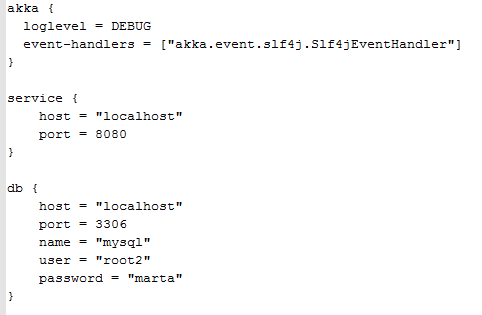 akka {
  loglevel = DEBUG
  event-handlers = ["akka.event.slf4j.Slf4jEventHandler"]
}

service {
    host = "localhost"
    port = 8080
}

db {
    host = "localhost"
    port = 3306
    name = "mysql"
    user = "root2"
    password = "marta"
}